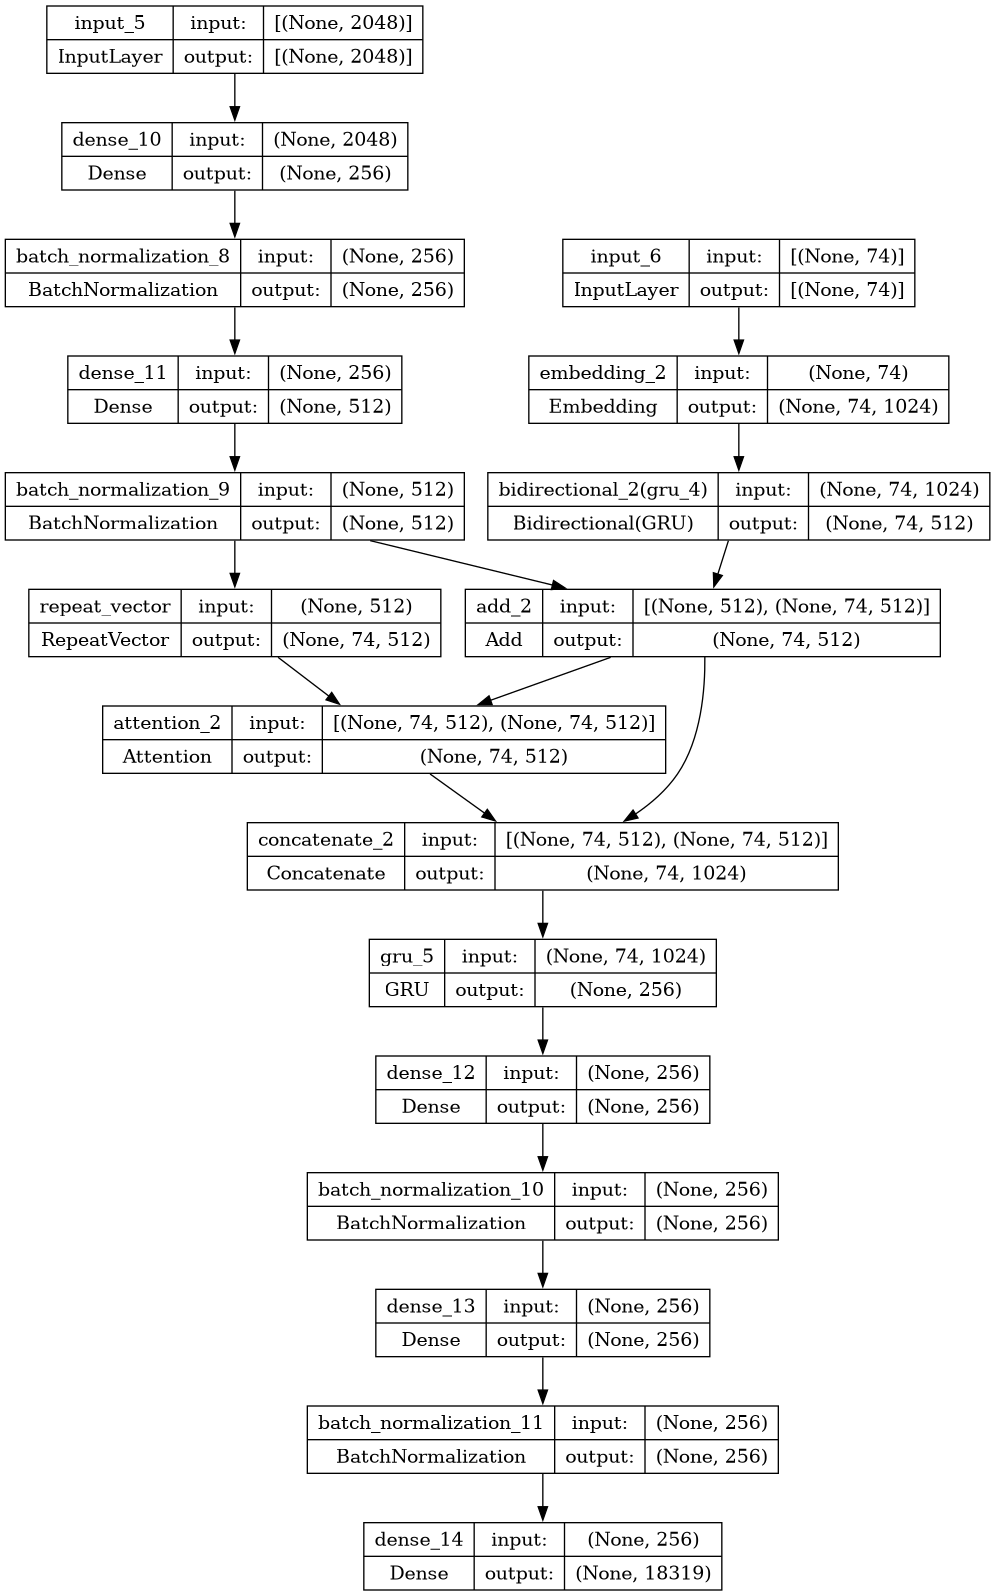 input_5 input: [(None, 2048)]
InputLayer output: [(None, 2048)]
dense_10 input: (None, 2048)
Dense output: (None, 256)
batch_normalization_8 input: (None, 256)
BatchNormalization output: (None, 256)
input_6 input: [(None, 74)]
InputLayer output: [(None, 74)]
dense_11 input: (None, 256)
Dense output: (None, 512)
embedding_2 input: (None, 74)
Embedding output: (None, 74, 1024)
batch_normalization_9 input: (None, 512)
BatchNormalization output: (None, 512)
bidirectional_2(gru_4) input: (None, 74, 1024)
Bidirectional(GRU) output: (None, 74, 512)
repeat_vector input: (None, 512)
RepeatVector output: (None, 74, 512)
add_2 input: [(None, 512), (None, 74, 512)]
Add output: (None, 74, 512)
attention_2 input: [(None, 74, 512), (None, 74, 512)]
Attention output: (None, 74, 512)
concatenate_2 input: [(None, 74, 512), (None, 74, 512)]
Concatenate output: (None, 74, 1024)
gru_5 input: (None, 74, 1024)
GRU output: (None, 256)
dense_12 input: (None, 256)
Dense output: (None, 256)
batch_normalization_10 input: (None, 256)
BatchNormalization output: (None, 256)
dense_13 input: (None, 256)
Dense output: (None, 256)
batch_normalization_11 input: (None, 256)
BatchNormalization output: (None, 256)
dense_14 input: (None, 256)
Dense output: (None, 18319)